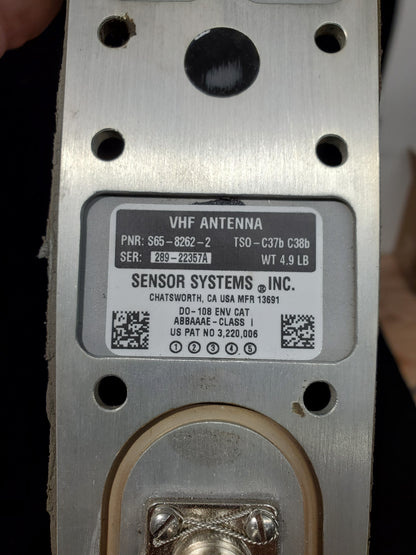 VHF ANTENNA
PNR: S65-8262-2 TSO-C37b C38b
SER: 289-22357A WT 4.9 LB
SENSOR SYSTEMS ® INC.
CHATSWORTH, CA USA MFR 13691
DO-108 ENV CAT
ABBAAAE-CLASS I
US PAT NO 3,220,006
① ② ③ ④ ⑤